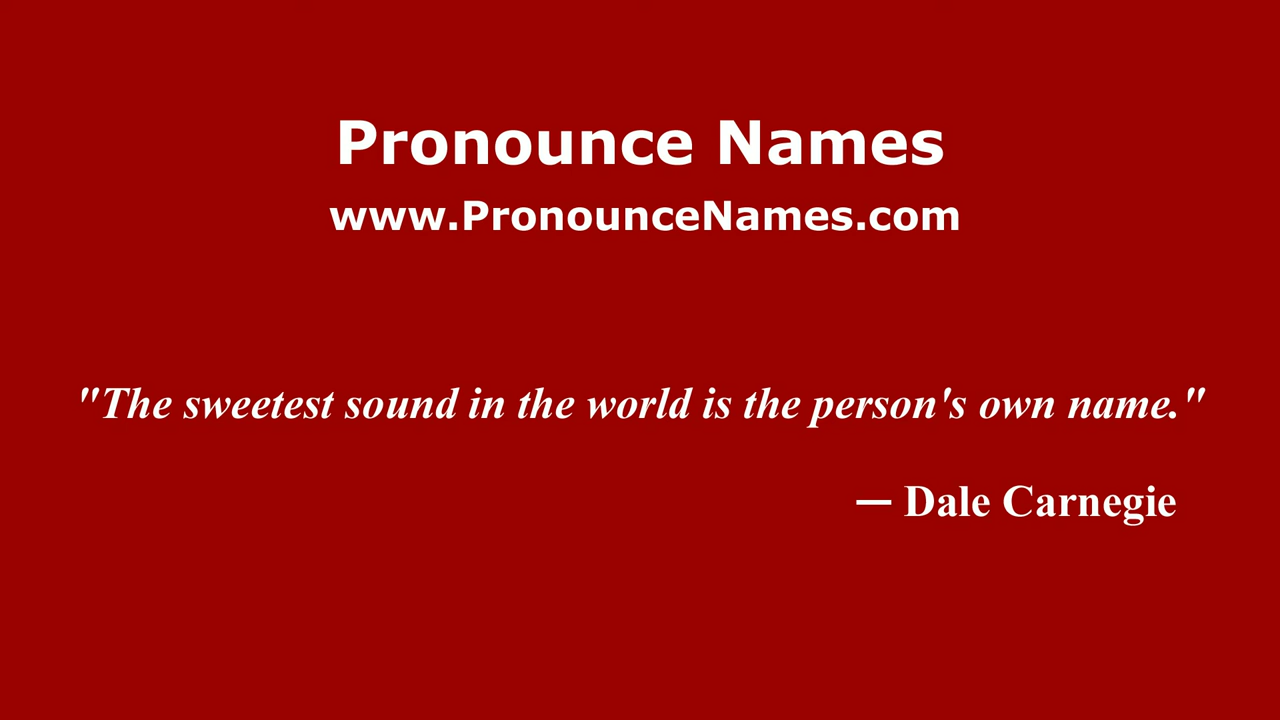 Pronounce Names
www.PronounceNames.com
"The sweetest sound in the world is the person's own name."
— Dale Carnegie